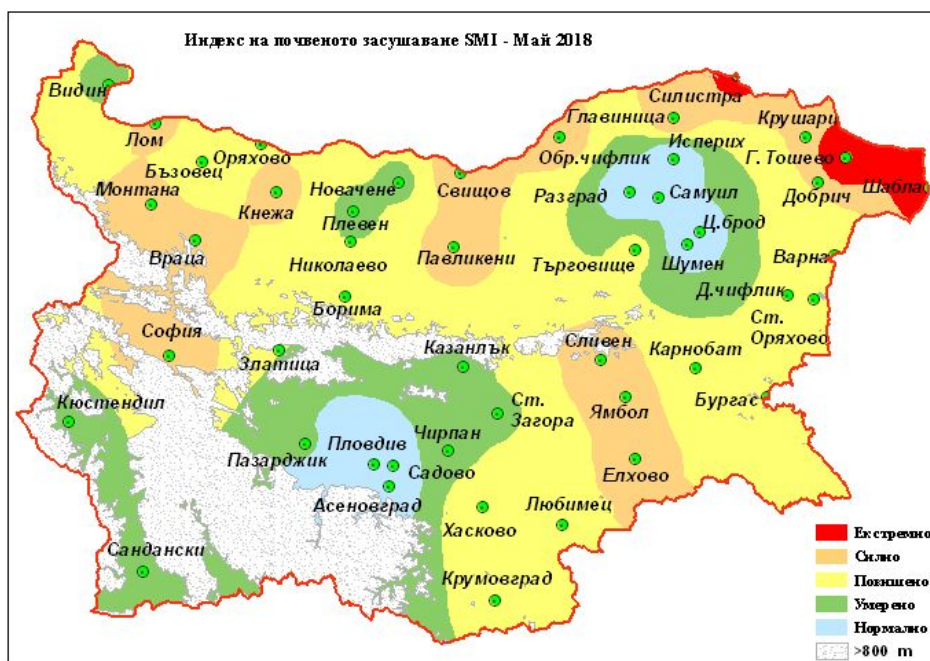 Индекс на почвеното засушаване SMI - Май 2018
Видин
Силистра
Лом
Главиница
Крушари
Оряхово
Исперих
Бъзовец
Обр.чифлик
Г. Тошево
Монтана
Новачене
Свищов
Разград
Самуил
Шабла
Кнежа
Добрич
Плевен
Ц.брод
Враца
Николаево
Павликени
Търговище
Шумен
Варна
Борима
Д.чифлик
Ст.
Оряхово
София
Златица
Казанлък
Сливен
Карнобат
Кюстендил
Ст.
Загора
Ямбол
Бургас
Пловдив
Чирпан
Пазарджик
Садово
Елхово
Асеновград
Хасково
Любимец
Сандански
Крумовград
Екстремно
Силно
Повишено
Умерено
Нормално
>800 m